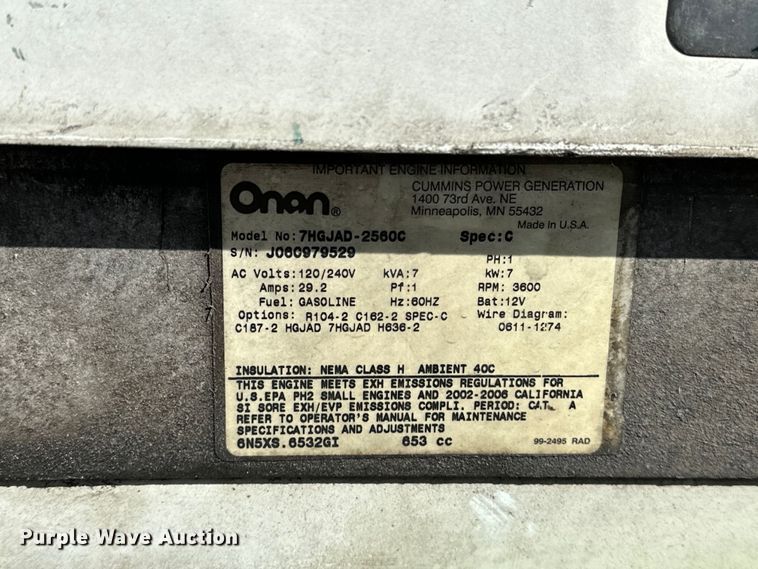 IMPORTANT ENGINE INFORMATION
Onan®
CUMMINS POWER GENERATION
1400 73rd Ave. NE
Minneapolis, MN 55432
Made in U.S.A.
Model No: 7HGJAD-2560C Spec: C
S/N: J060979529
PH: 1
AC Volts: 120/240V kVA: 7 kW: 7
Amps: 29.2 Pf: 1 RPM: 3600
Fuel: GASOLINE Hz: 60HZ Bat: 12V
Options: R104-2 C162-2 SPEC-C Wire Diagram:
C187-2 HGJAD 7HGJAD H636-2 0611-1274
INSULATION: NEMA CLASS H AMBIENT 40C
THIS ENGINE MEETS EXH EMISSIONS REGULATIONS FOR
U.S.EPA PH2 SMALL ENGINES AND 2002-2006 CALIFORNIA
SI SORE EXH/EVP EMISSIONS COMPLI. PERIOD: CAT. A
REFER TO OPERATOR'S MANUAL FOR MAINTENANCE
SPECIFICATIONS AND ADJUSTMENTS
6N5XS.6532GI 653 cc
99-2495 RAD
Purple Wave Auction